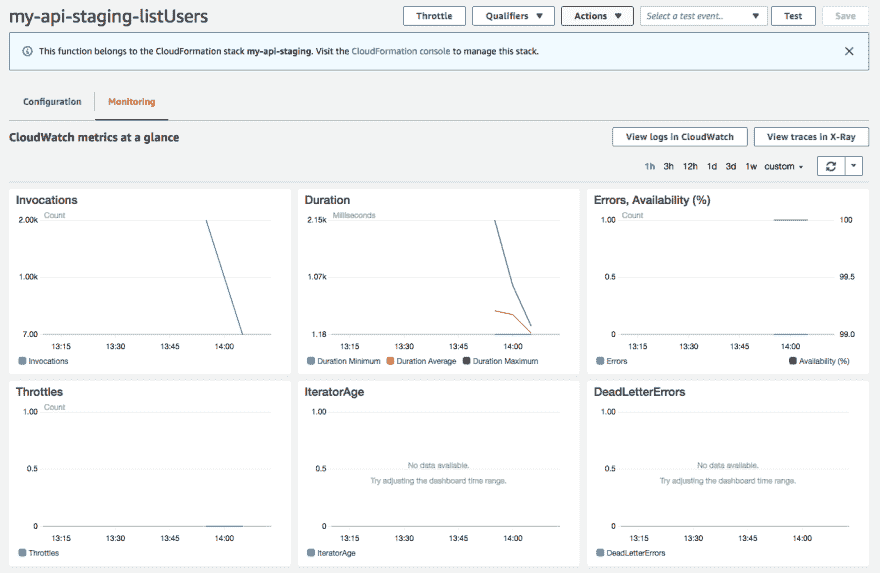 my-api-staging-listUsers
Throttle Qualifiers Actions Select a test event.. Test Save
This function belongs to the CloudFormation stack my-api-staging. Visit the CloudFormation console to manage this stack.
Configuration Monitoring
CloudWatch metrics at a glance
View logs in CloudWatch View traces in X-Ray
1h 3h 12h 1d 3d 1w custom
Invocations
Count
2.00k
1.00k
7.00
13:15 13:30 13:45 14:00
Invocations
Duration
Milliseconds
2.15k
1.07k
1.18
13:15 13:30 13:45 14:00
Duration Minimum Duration Average Duration Maximum
Errors, Availability (%)
Count
1.00 100
0.5 99.5
0 99.0
13:15 13:30 13:45 14:00
Errors Availability (%)
Throttles
Count
1.00
0.5
0
13:15 13:30 13:45 14:00
Throttles
IteratorAge
1.00
0.5
0
No data available.
Try adjusting the dashboard time range.
13:15 13:30 13:45 14:00
IteratorAge
DeadLetterErrors
1.00
0.5
0
No data available.
Try adjusting the dashboard time range.
13:15 13:30 13:45 14:00
DeadLetterErrors